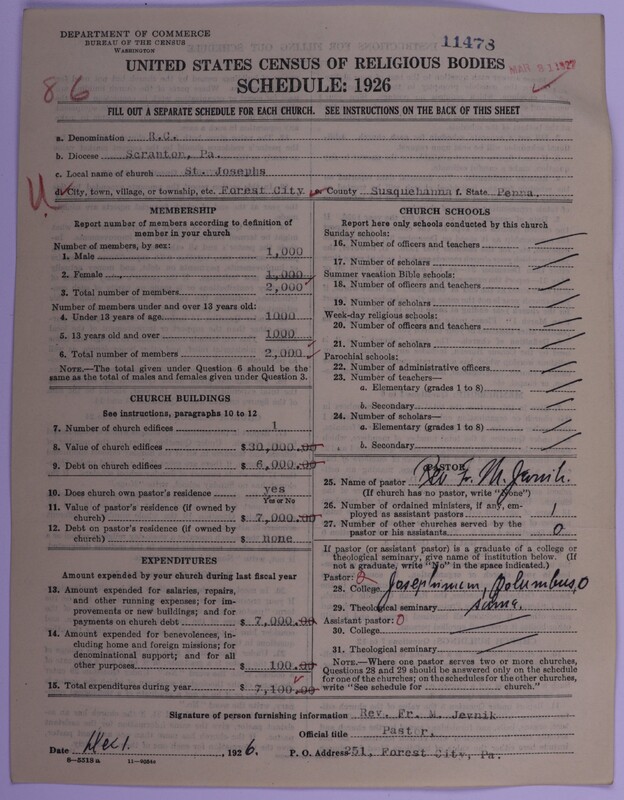 DEPARTMENT OF COMMERCE
BUREAU OF THE CENSUS
WASHINGTON
11478
MAR 31 1927
86
UNITED STATES CENSUS OF RELIGIOUS BODIES
SCHEDULE: 1926
FILL OUT A SEPARATE SCHEDULE FOR EACH CHURCH. SEE INSTRUCTIONS ON THE BACK OF THIS SHEET
a. Denomination R.C.
b. Diocese Scranton, Pa.
c. Local name of church St. Josephs
d. City, town, village, or township, etc. Forest City. e. County Susquehanna f. State Penna.
MEMBERSHIP
Report number of members according to definition of
member in your church
Number of members, by sex:
1. Male 1,000
2. Female 1,000
3. Total number of members 2,000
Number of members under and over 13 years old:
4. Under 13 years of age 1000
5. 13 years old and over 1000
6. Total number of members 2,000
NOTE.—The total given under Question 6 should be
same as the total of males and females given under Question 3.
CHURCH BUILDINGS
See instructions, paragraphs 10 to 12
7. Number of church edifices 1
8. Value of church edifices $30,000.00
9. Debt on church edifices $ 6,000.00
10. Does church own pastor's residence yes
Yes or No
11. Value of pastor's residence (if owned by
church) $ 7,000.00
12. Debt on pastor's residence (if owned by
church) $ none
EXPENDITURES
Amount expended by your church during last fiscal year
13. Amount expended for salaries, repairs,
and other running expenses; for im-
provements or new buildings; and for
payments on church debt $ 7,000.00
14. Amount expended for benevolences, in-
cluding home and foreign missions; for
denominational support; and for all
other purposes $ 100.00
15. Total expenditures during year $ 7,100.00
CHURCH SCHOOLS
Report here only schools conducted by this church
Sunday schools:
16. Number of officers and teachers
17. Number of scholars
Summer vacation Bible schools:
18. Number of officers and teachers
19. Number of scholars
Week-day religious schools:
20. Number of officers and teachers
21. Number of scholars
Parochial schools:
22. Number of administrative officers
23. Number of teachers—
a. Elementary (grades 1 to 8)
b. Secondary
24. Number of scholars—
a. Elementary (grades 1 to 8)
b. Secondary
PASTOR
25. Name of pastor Rev Fr. M. Jevnik.
(If church has no pastor, write "None")
26. Number of ordained ministers, if any, em-
ployed as assistant pastors 1
27. Number of other churches served by the
pastor or his assistants 0
If pastor (or assistant pastor) is a graduate of a college or
theological seminary, give name of institution below. (If
not a graduate, write "No" in the space indicated.)
Pastor:
28. College Josephinum, Columbus, O
29. Theological seminary same.
Assistant pastor: 0
30. College
31. Theological seminary
NOTE.—Where one pastor serves two or more churches,
Questions 28 and 29 should be answered only on the schedule
for one of the churches; on the schedules for the other churches,
write "See schedule for church."
Signature of person furnishing information Rev. Fr. M. Jevnik
Official title Pastor,
Date Dec 1. , 1926. P. O. Address 251, Forest City, Pa.
8—5519 a 11—9024a